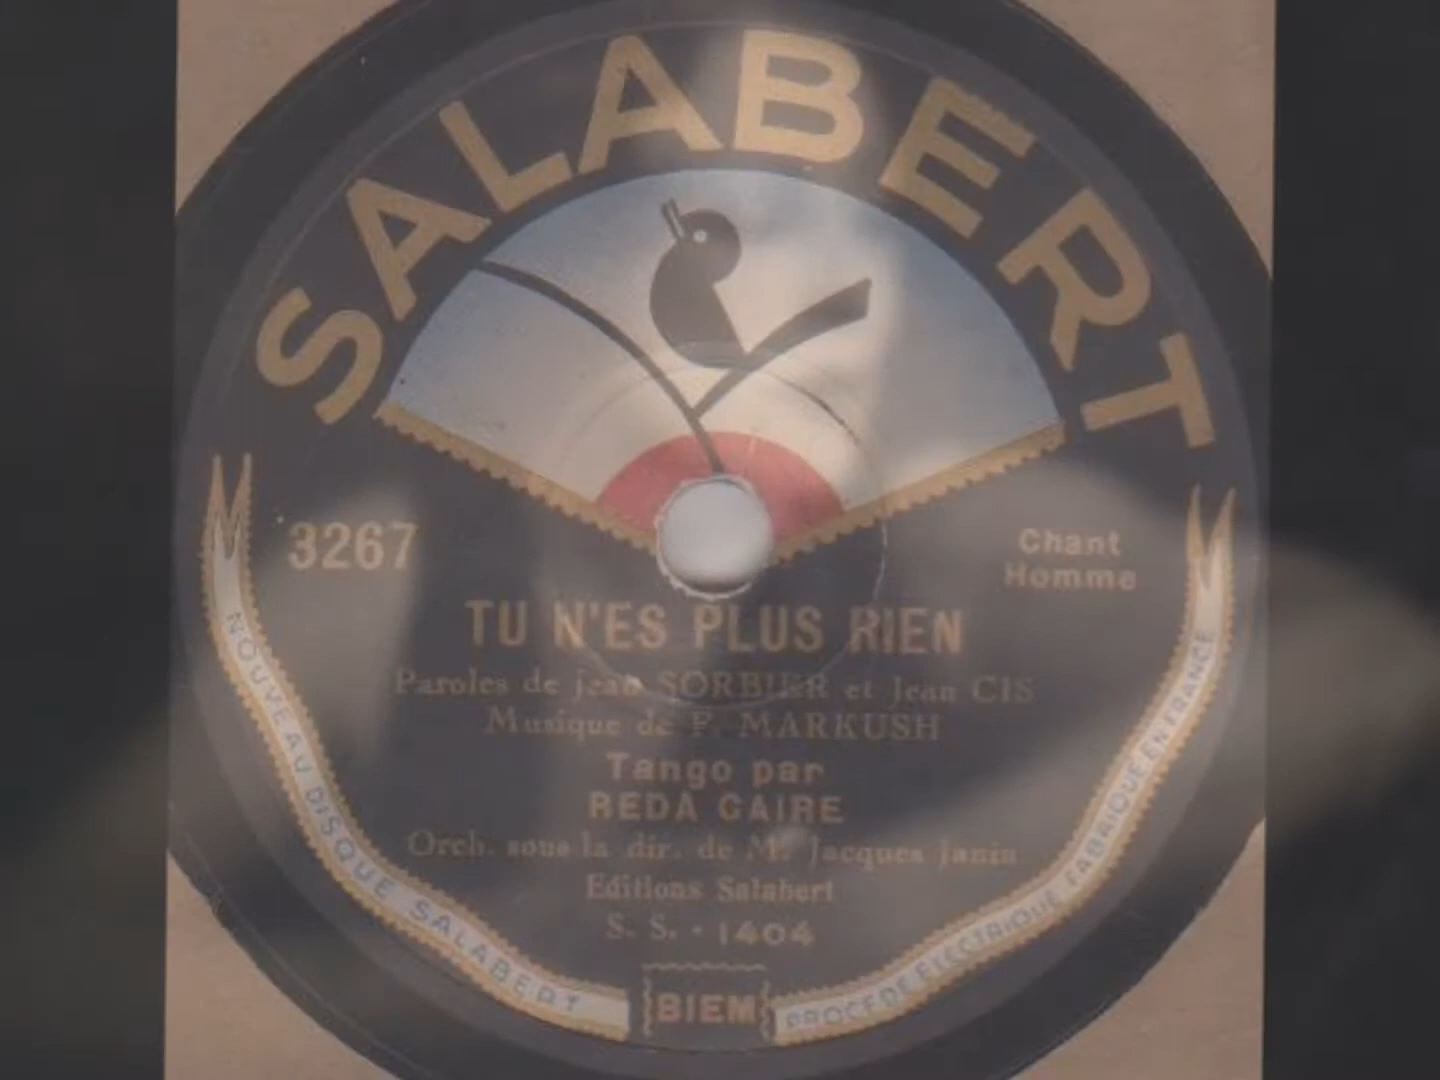 SALABERT
3267
Chant
Homme
TU N'ES PLUS RIEN
Paroles de jean SORBIER et Jean CIS
Musique de F. MARKUSH
Tango par
REDA CAIRE
Orch. sous la dir. de M. Jacques Janin
Editions Salabert
S. S. • 1404
NOUVEAU DISQUE SALABERT
BIEM
PROCEDE ELECTRIQUE FABRIQUE EN FRANCE